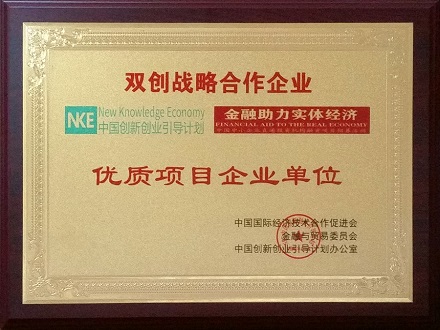 双创战略合作企业
NKE
New Knowledge Economy
中国创新创业引导计划
金融助力实体经济
FINANCIAL AID TO THE REAL ECONOMY
优质项目企业单位
中国国际经济技术合作促进会
金融与贸易委员会
中国创新创业引导计划办公室